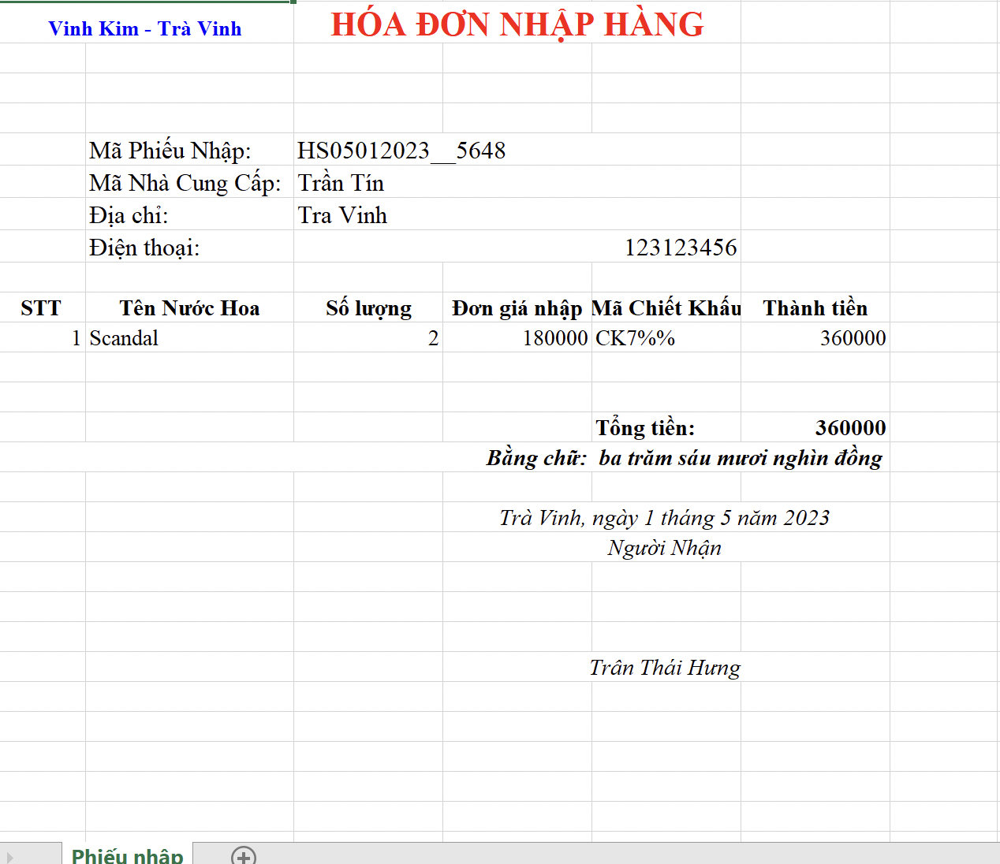 Vinh Kim - Trà Vinh
HÓA ĐƠN NHẬP HÀNG
Mã Phiếu Nhập: HS05012023__5648
Mã Nhà Cung Cấp: Trần Tín
Địa chỉ: Tra Vinh
Điện thoại: 123123456
STT Tên Nước Hoa Số lượng Đơn giá nhập Mã Chiết Khấu Thành tiền
1 Scandal 2 180000 CK7%% 360000
Tổng tiền: 360000
Bằng chữ: ba trăm sáu mươi nghìn đồng
Trà Vinh, ngày 1 tháng 5 năm 2023
Người Nhận
Trân Thái Hưng
Phiếu nhập